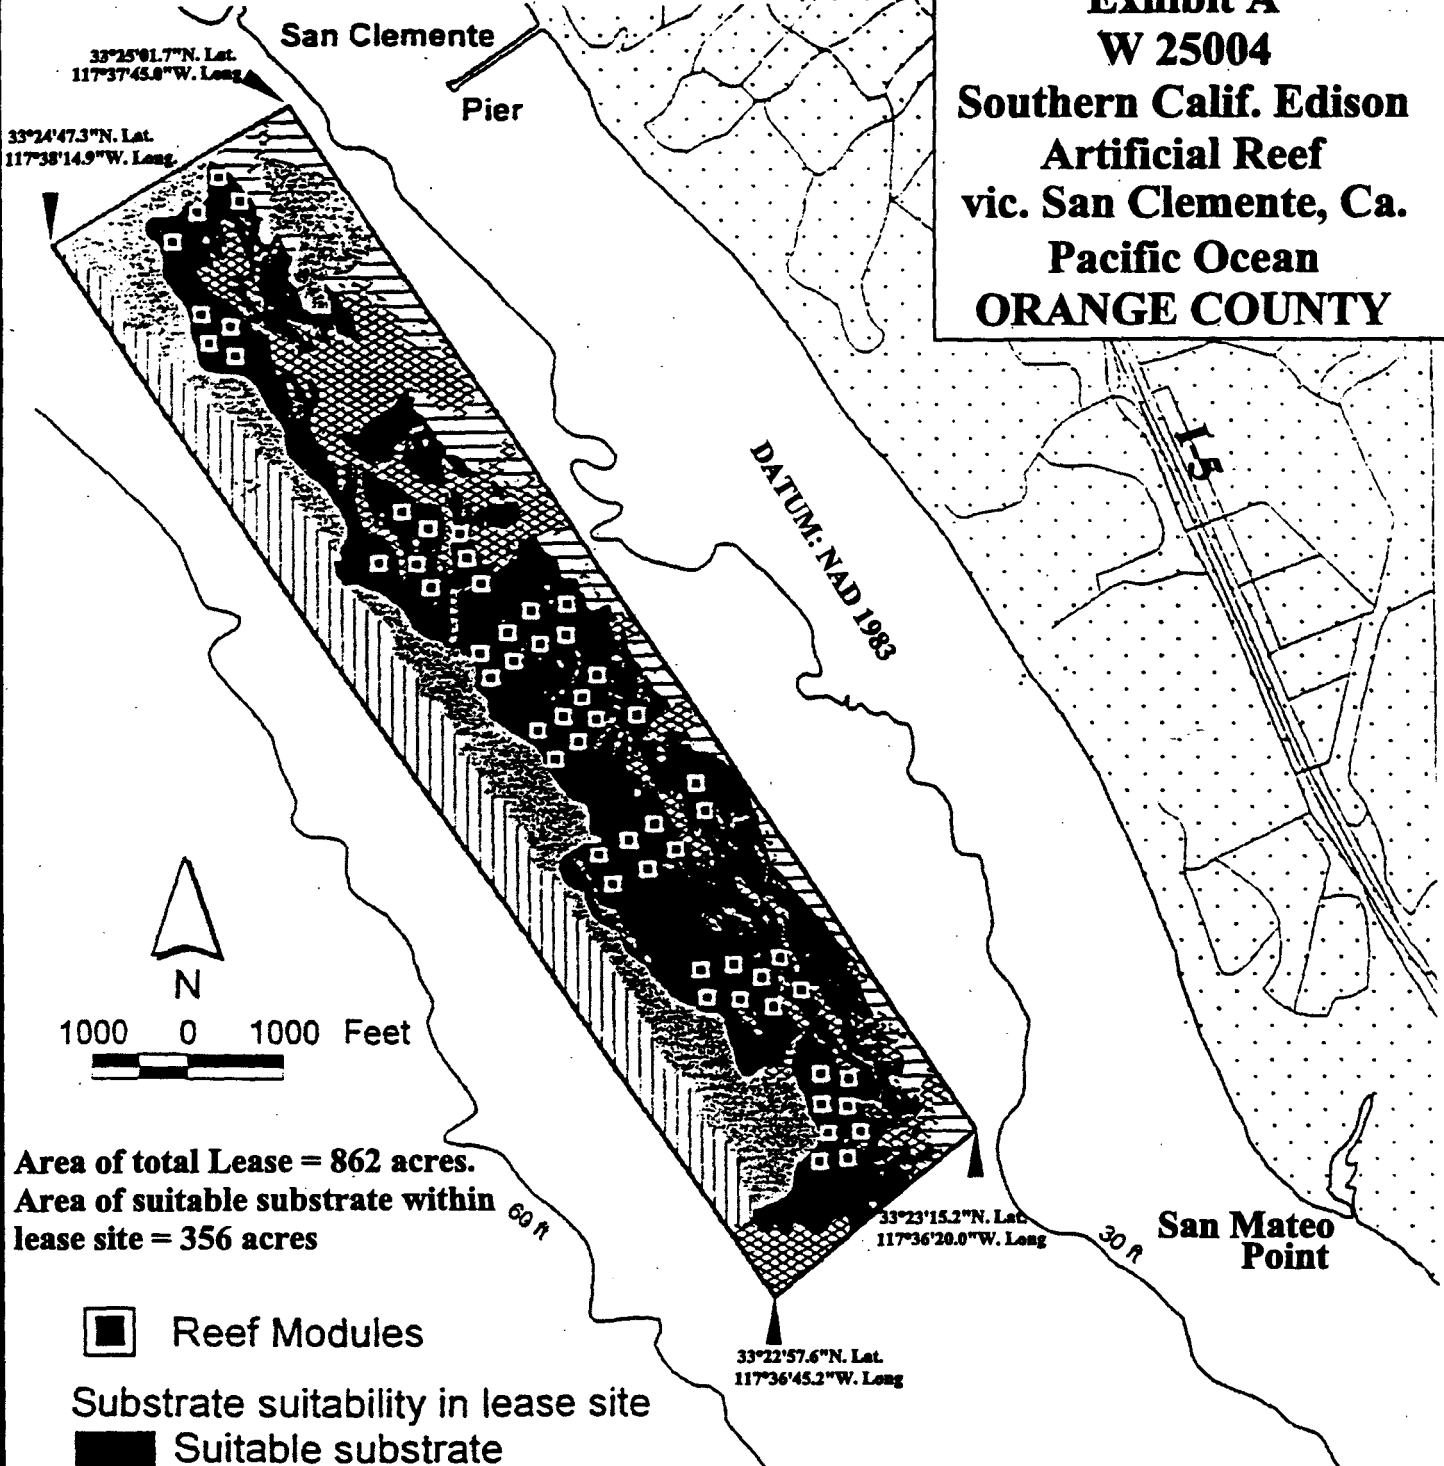 Exhibit A
W 25004
Southern Calif. Edison
Artificial Reef
vic. San Clemente, Ca.
Pacific Ocean
ORANGE COUNTY
San Clemente
Pier
33°25'01.7"N. Lat.
117°37'45.0"W. Long
33°24'47.3"N. Lat.
117°38'14.9"W. Long.
I-5
DATUM: NAD 1983
N
1000 0 1000 Feet
Area of total Lease = 862 acres.
Area of suitable substrate within
lease site = 356 acres
60 ft
33°23'15.2"N. Lat.
117°36'20.0"W. Long
30 ft
San Mateo
Point
33°22'57.6"N. Lat.
117°36'45.2"W. Long
Reef Modules
Substrate suitability in lease site
Suitable substrate